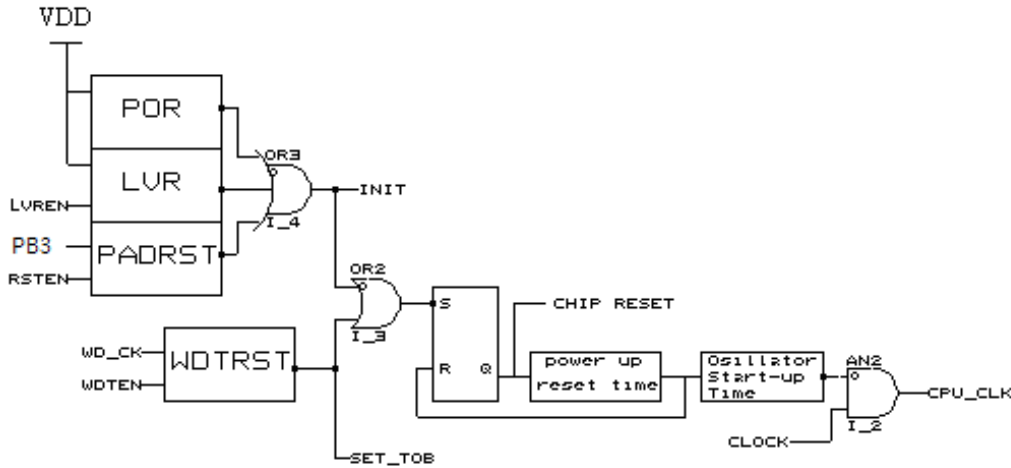 VDD
POR
OR3
LVR
INIT
LVREN
I_4
PB3
PADRST
RSTEN
OR2
S
CHIP RESET
I_3
WD_CK
WDTRST
WDTEN
R
Q
power up
reset time
Osillator
Start-up
Time
AN2
CPU_CLK
I_2
CLOCK
SET_TOB